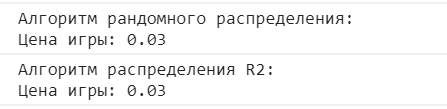 Алгоритм рандомного распределения:
Цена игры: 0.03
Алгоритм распределения R2:
Цена игры: 0.03